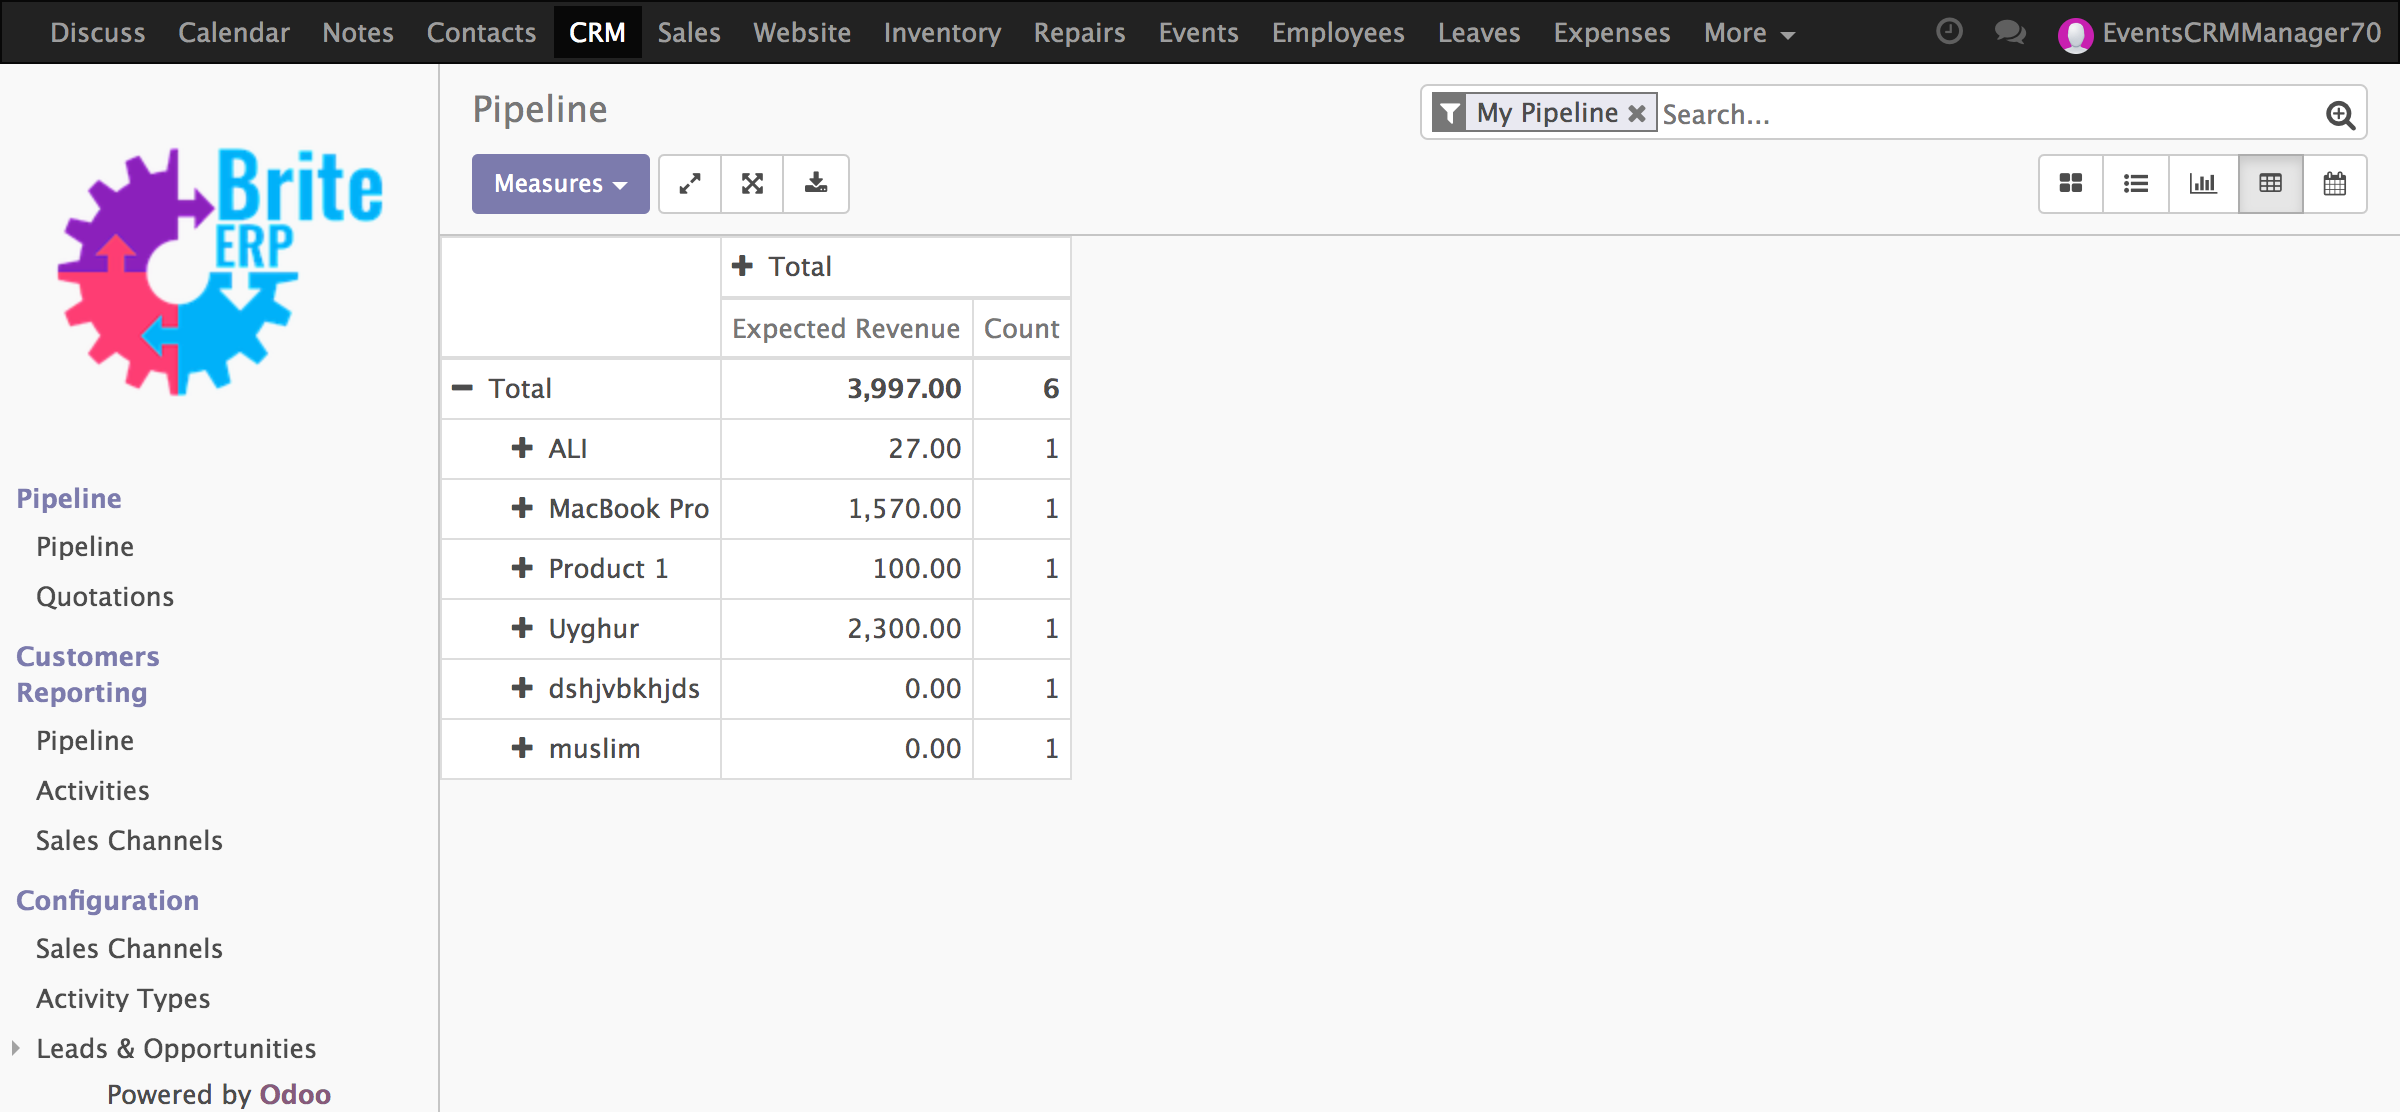 Discuss Calendar Notes Contacts CRM Sales Website Inventory Repairs Events Employees Leaves Expenses More EventsCRMManager70
Brite
ERP
Pipeline
Pipeline
Quotations
Customers
Reporting
Pipeline
Activities
Sales Channels
Configuration
Sales Channels
Activity Types
Leads & Opportunities
Powered by Odoo
Pipeline
My Pipeline Search...
Measures
Total
Expected Revenue Count
Total 3,997.00 6
ALI 27.00 1
MacBook Pro 1,570.00 1
Product 1 100.00 1
Uyghur 2,300.00 1
dshjvbkhjds 0.00 1
muslim 0.00 1